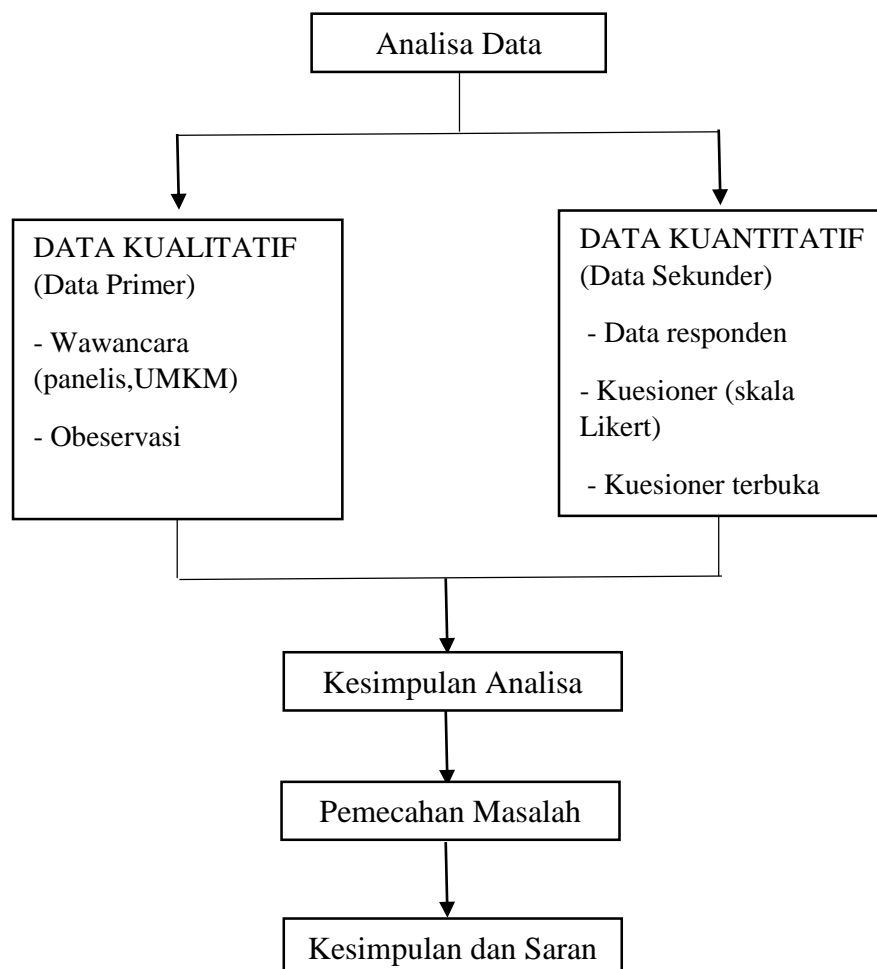 Analisa Data
DATA KUALITATIF
(Data Primer)
- Wawancara
(panelis,UMKM)
- Obeservasi
DATA KUANTITATIF
(Data Sekunder)
- Data responden
- Kuesioner (skala
Likert)
- Kuesioner terbuka
Kesimpulan Analisa
Pemecahan Masalah
Kesimpulan dan Saran